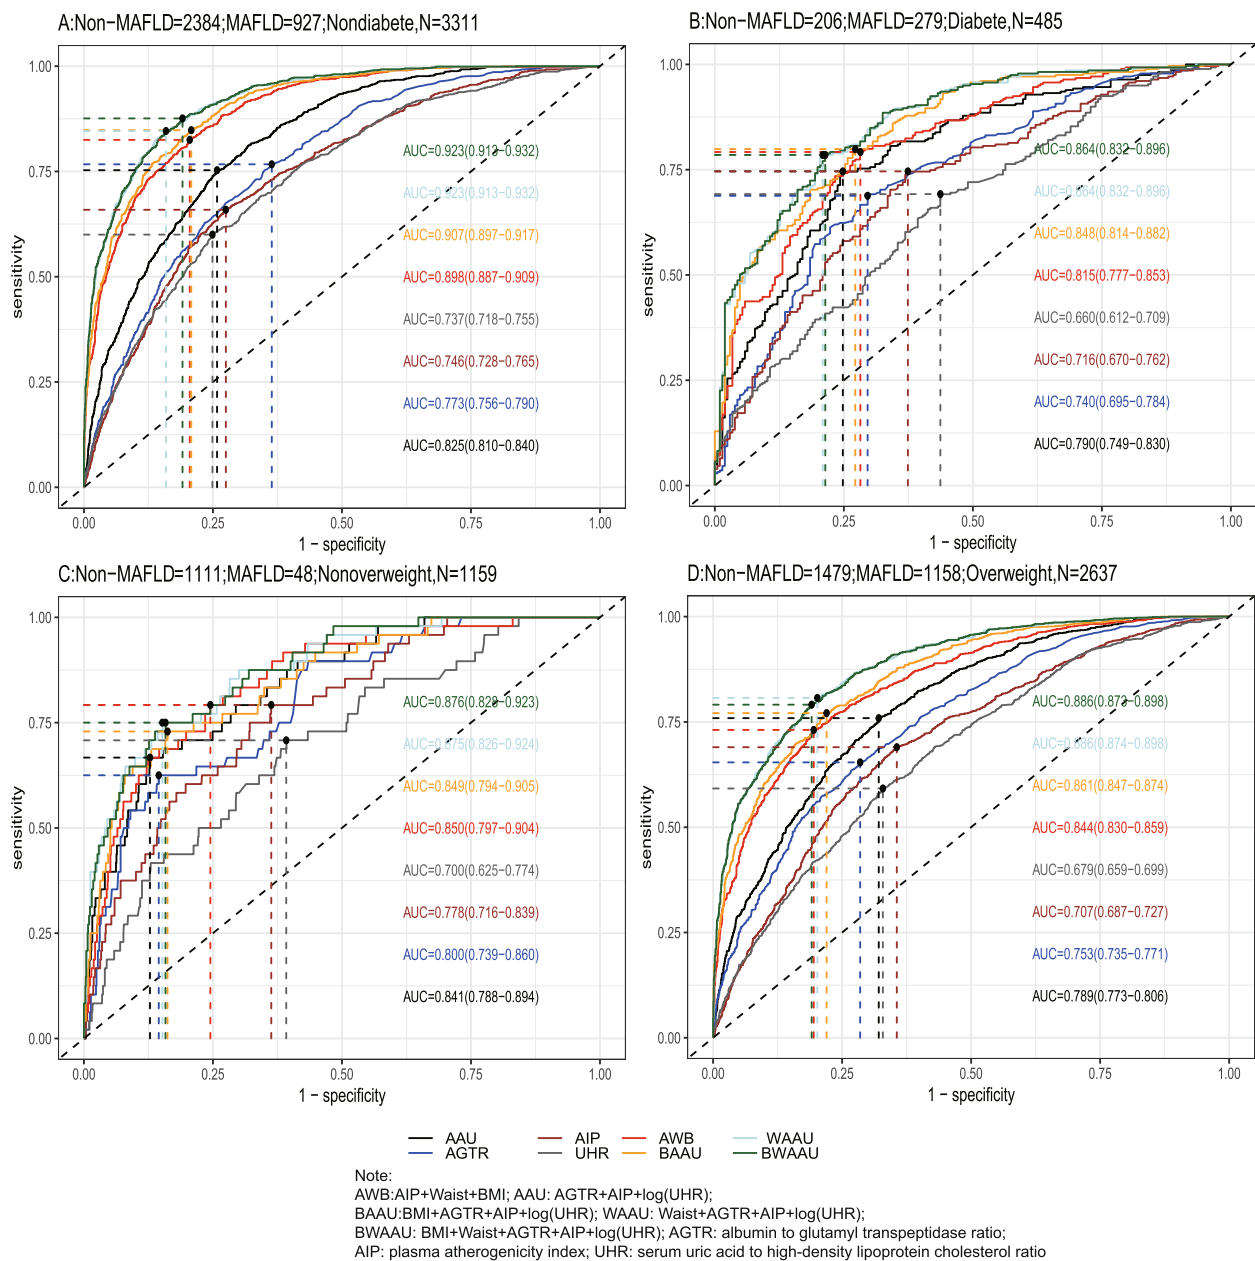 A:Non−MAFLD=2384;MAFLD=927;Nondiabete,N=3311
1.00
0.75
0.50
0.25
0.00
sensitivity
AUC=0.923(0.913−0.932)
AUC=0.923(0.913−0.932)
AUC=0.907(0.897−0.917)
AUC=0.898(0.887−0.909)
AUC=0.737(0.718−0.755)
AUC=0.746(0.728−0.765)
AUC=0.773(0.756−0.790)
AUC=0.825(0.810−0.840)
0.00 0.25 0.50 0.75 1.00
1 − specificity
B:Non−MAFLD=206;MAFLD=279;Diabete,N=485
1.00
0.75
0.50
0.25
0.00
sensitivity
AUC=0.864(0.832−0.896)
AUC=0.864(0.832−0.896)
AUC=0.848(0.814−0.882)
AUC=0.815(0.777−0.853)
AUC=0.660(0.612−0.709)
AUC=0.716(0.670−0.762)
AUC=0.740(0.695−0.784)
AUC=0.790(0.749−0.830)
0.00 0.25 0.50 0.75 1.00
1 − specificity
C:Non−MAFLD=1111;MAFLD=48;Nonoverweight,N=1159
1.00
0.75
0.50
0.25
0.00
sensitivity
AUC=0.875(0.826−0.924)
AUC=0.849(0.794−0.905)
AUC=0.850(0.797−0.904)
AUC=0.700(0.625−0.774)
AUC=0.778(0.716−0.839)
AUC=0.800(0.739−0.860)
AUC=0.841(0.788−0.894)
0.00 0.25 0.50 0.75 1.00
1 − specificity
D:Non−MAFLD=1479;MAFLD=1158;Overweight,N=2637
1.00
0.75
0.50
0.25
0.00
sensitivity
AUC=0.886(0.873−0.898)
AUC=0.886(0.874−0.898)
AUC=0.861(0.847−0.874)
AUC=0.844(0.830−0.859)
AUC=0.679(0.659−0.699)
AUC=0.707(0.687−0.727)
AUC=0.753(0.735−0.771)
AUC=0.789(0.773−0.806)
0.00 0.25 0.50 0.75 1.00
1 − specificity
AAU AIP AWB WAAU
AGTR UHR BAAU BWAAU
Note:
AWB:AIP+Waist+BMI; AAU: AGTR+AIP+log(UHR);
BAAU:BMI+AGTR+AIP+log(UHR); WAAU: Waist+AGTR+AIP+log(UHR);
BWAAU: BMI+Waist+AGTR+AIP+log(UHR); AGTR: albumin to glutamyl transpeptidase ratio;
AIP: plasma atherogenicity index; UHR: serum uric acid to high-density lipoprotein cholesterol ratio